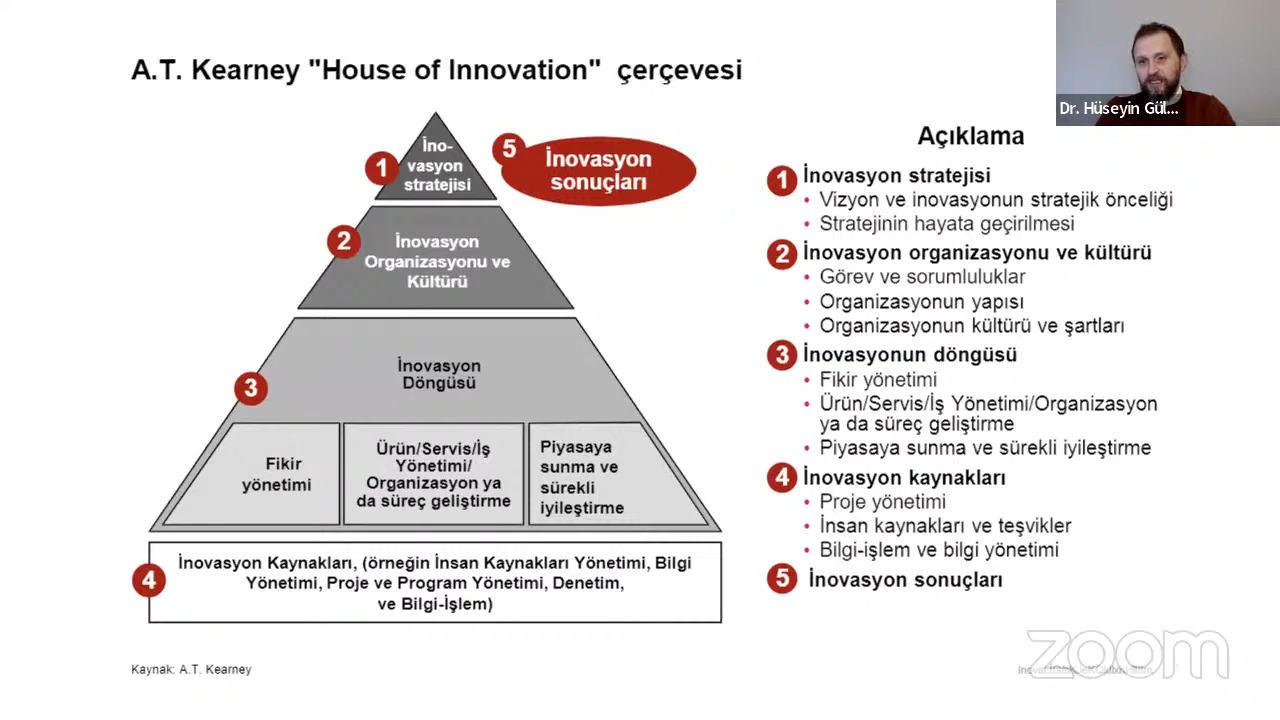 A.T. Kearney "House of Innovation" çerçevesi
Dr. Hüseyin Gül...
1
İno-
vasyon
stratejisi
5
İnovasyon
sonuçları
2
İnovasyon
Organizasyonu ve
Kültürü
3
İnovasyon
Döngüsü
Fikir
yönetimi
Ürün/Servis/İş
Yönetimi/
Organizasyon ya
da süreç geliştirme
Piyasaya
sunma ve
sürekli
iyileştirme
4
İnovasyon Kaynakları, (örneğin İnsan Kaynakları Yönetimi, Bilgi
Yönetimi, Proje ve Program Yönetimi, Denetim,
ve Bilgi-İşlem)
Açıklama
1 İnovasyon stratejisi
• Vizyon ve inovasyonun stratejik önceliği
• Stratejinin hayata geçirilmesi
2 İnovasyon organizasyonu ve kültürü
• Görev ve sorumluluklar
• Organizasyonun yapısı
• Organizasyonun kültürü ve şartları
3 İnovasyonun döngüsü
• Fikir yönetimi
• Ürün/Servis/İş Yönetimi/Organizasyon
ya da süreç geliştirme
• Piyasaya sunma ve sürekli iyileştirme
4 İnovasyon kaynakları
• Proje yönetimi
• İnsan kaynakları ve teşvikler
• Bilgi-işlem ve bilgi yönetimi
5 İnovasyon sonuçları
Kaynak: A.T. Kearney
zoom